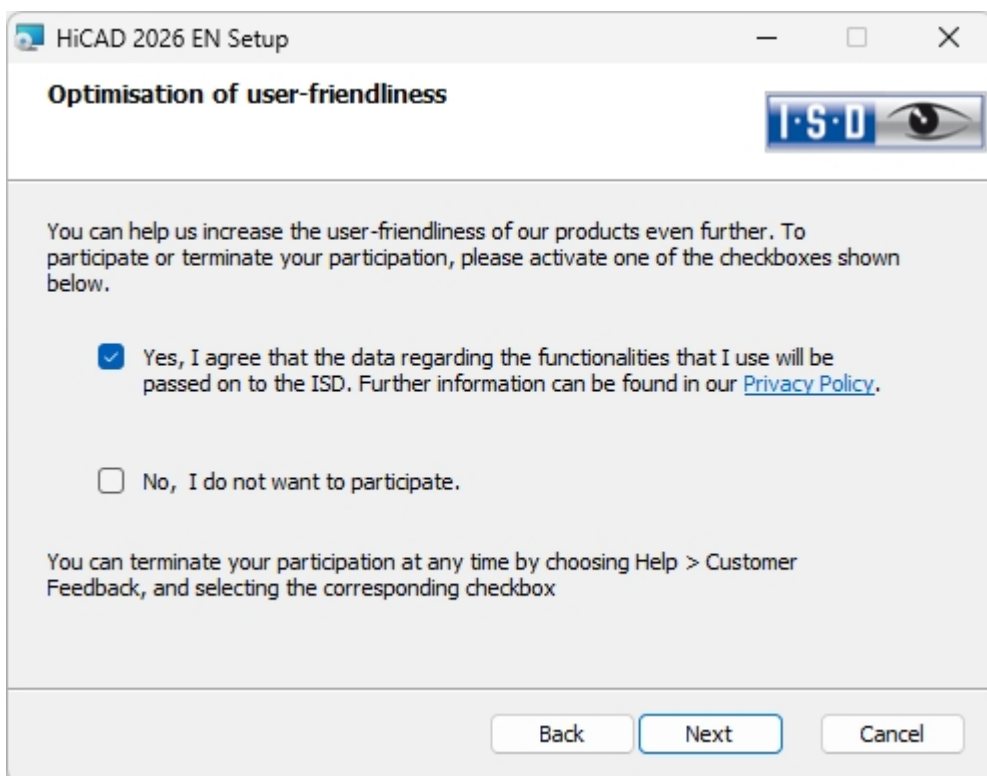 HiCAD 2026 EN Setup
Optimisation of user-friendliness
I·S·D
You can help us increase the user-friendliness of our products even further. To
participate or terminate your participation, please activate one of the checkboxes shown
below.
Yes, I agree that the data regarding the functionalities that I use will be
passed on to the ISD. Further information can be found in our Privacy Policy.
No, I do not want to participate.
You can terminate your participation at any time by choosing Help > Customer
Feedback, and selecting the corresponding checkbox
Back Next Cancel